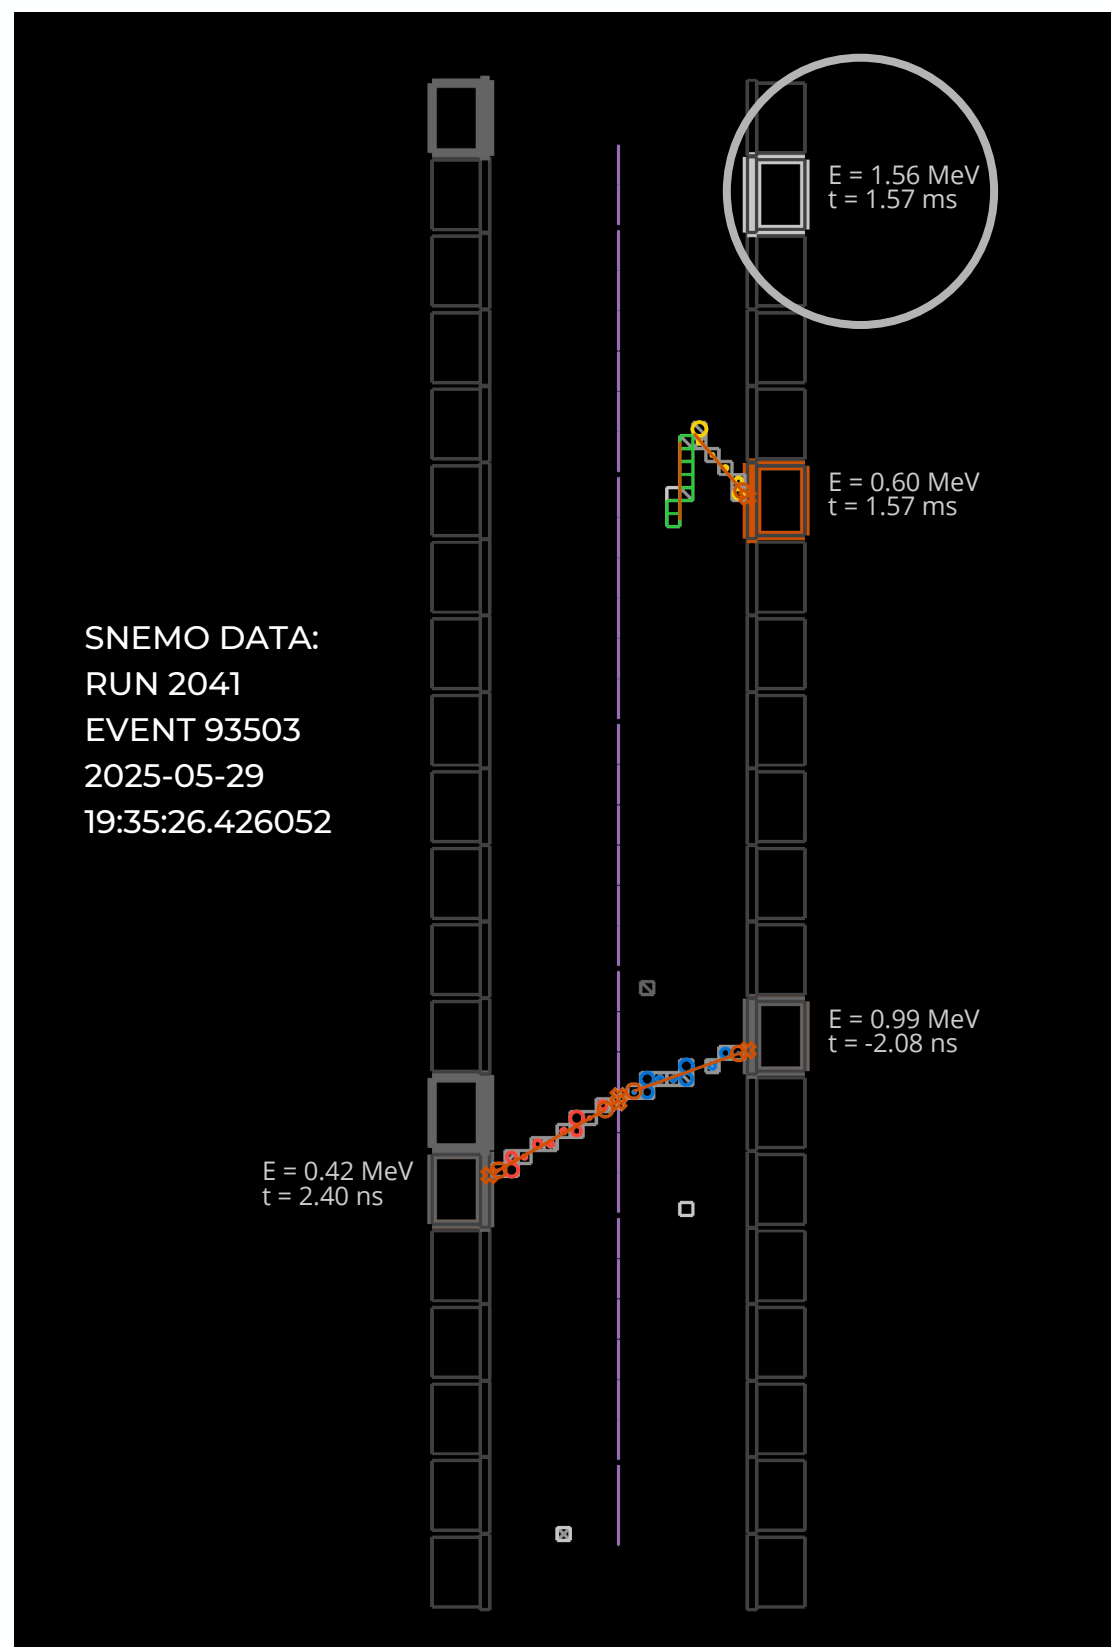 E = 1.56 MeV
t = 1.57 ms
E = 0.60 MeV
t = 1.57 ms
SNEMO DATA:
RUN 2041
EVENT 93503
2025-05-29
19:35:26.426052
E = 0.99 MeV
t = -2.08 ns
E = 0.42 MeV
t = 2.40 ns